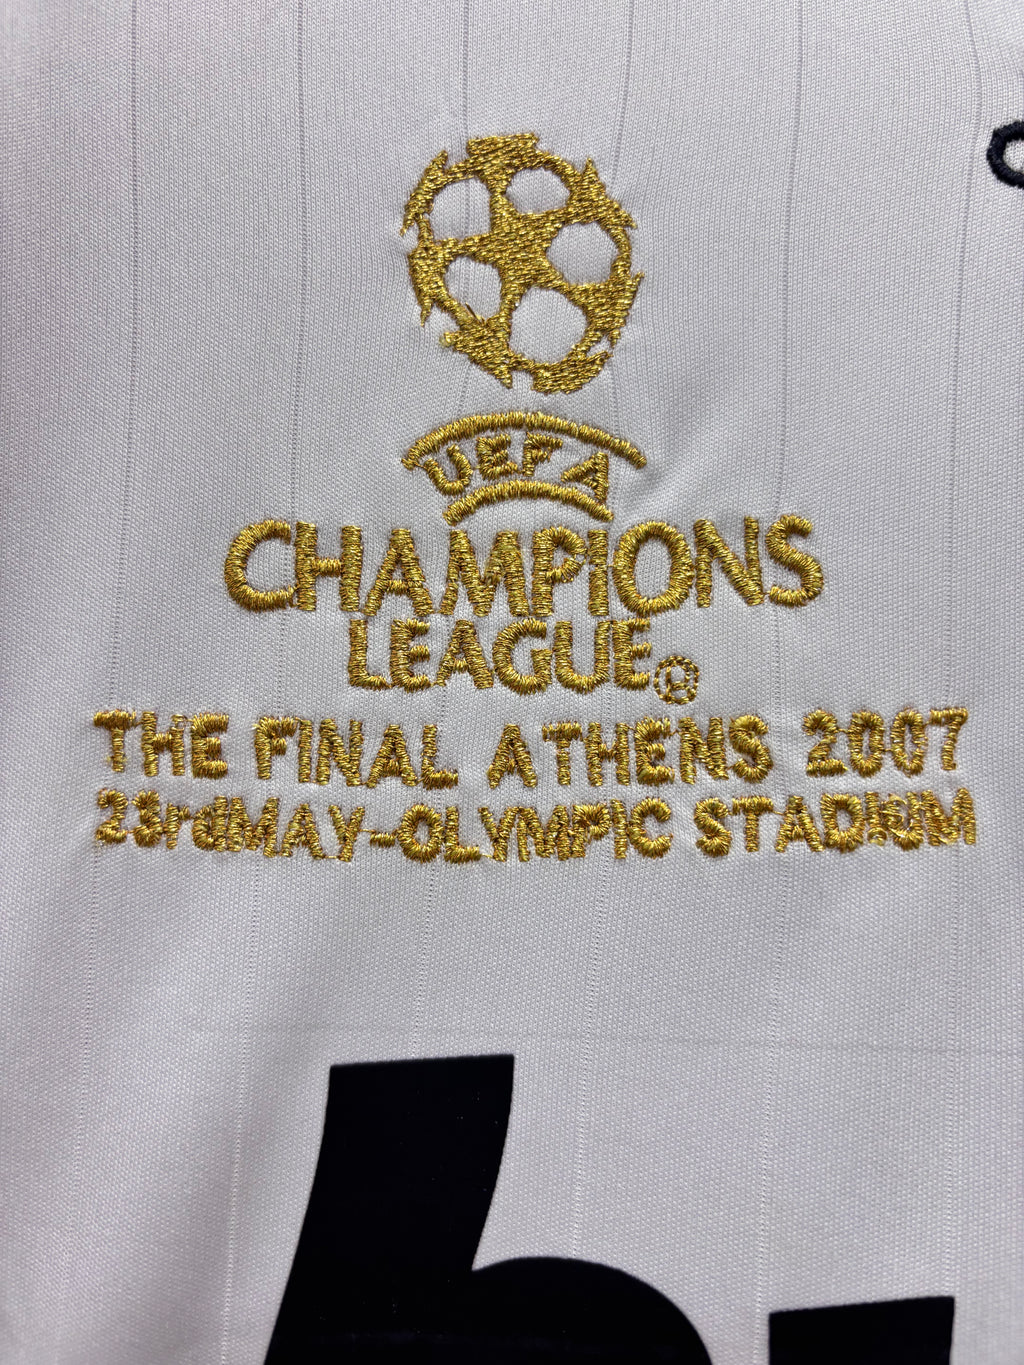 UEFA
CHAMPIONS
LEAGUE®
THE FINAL ATHENS 2007
23rdMAY-OLYMPIC STADIUM